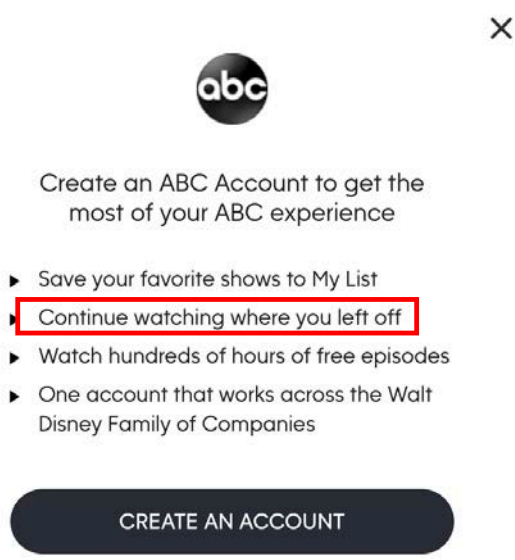 abc
Create an ABC Account to get the
most of your ABC experience
Save your favorite shows to My List
Continue watching where you left off
Watch hundreds of hours of free episodes
One account that works across the Walt
Disney Family of Companies
CREATE AN ACCOUNT